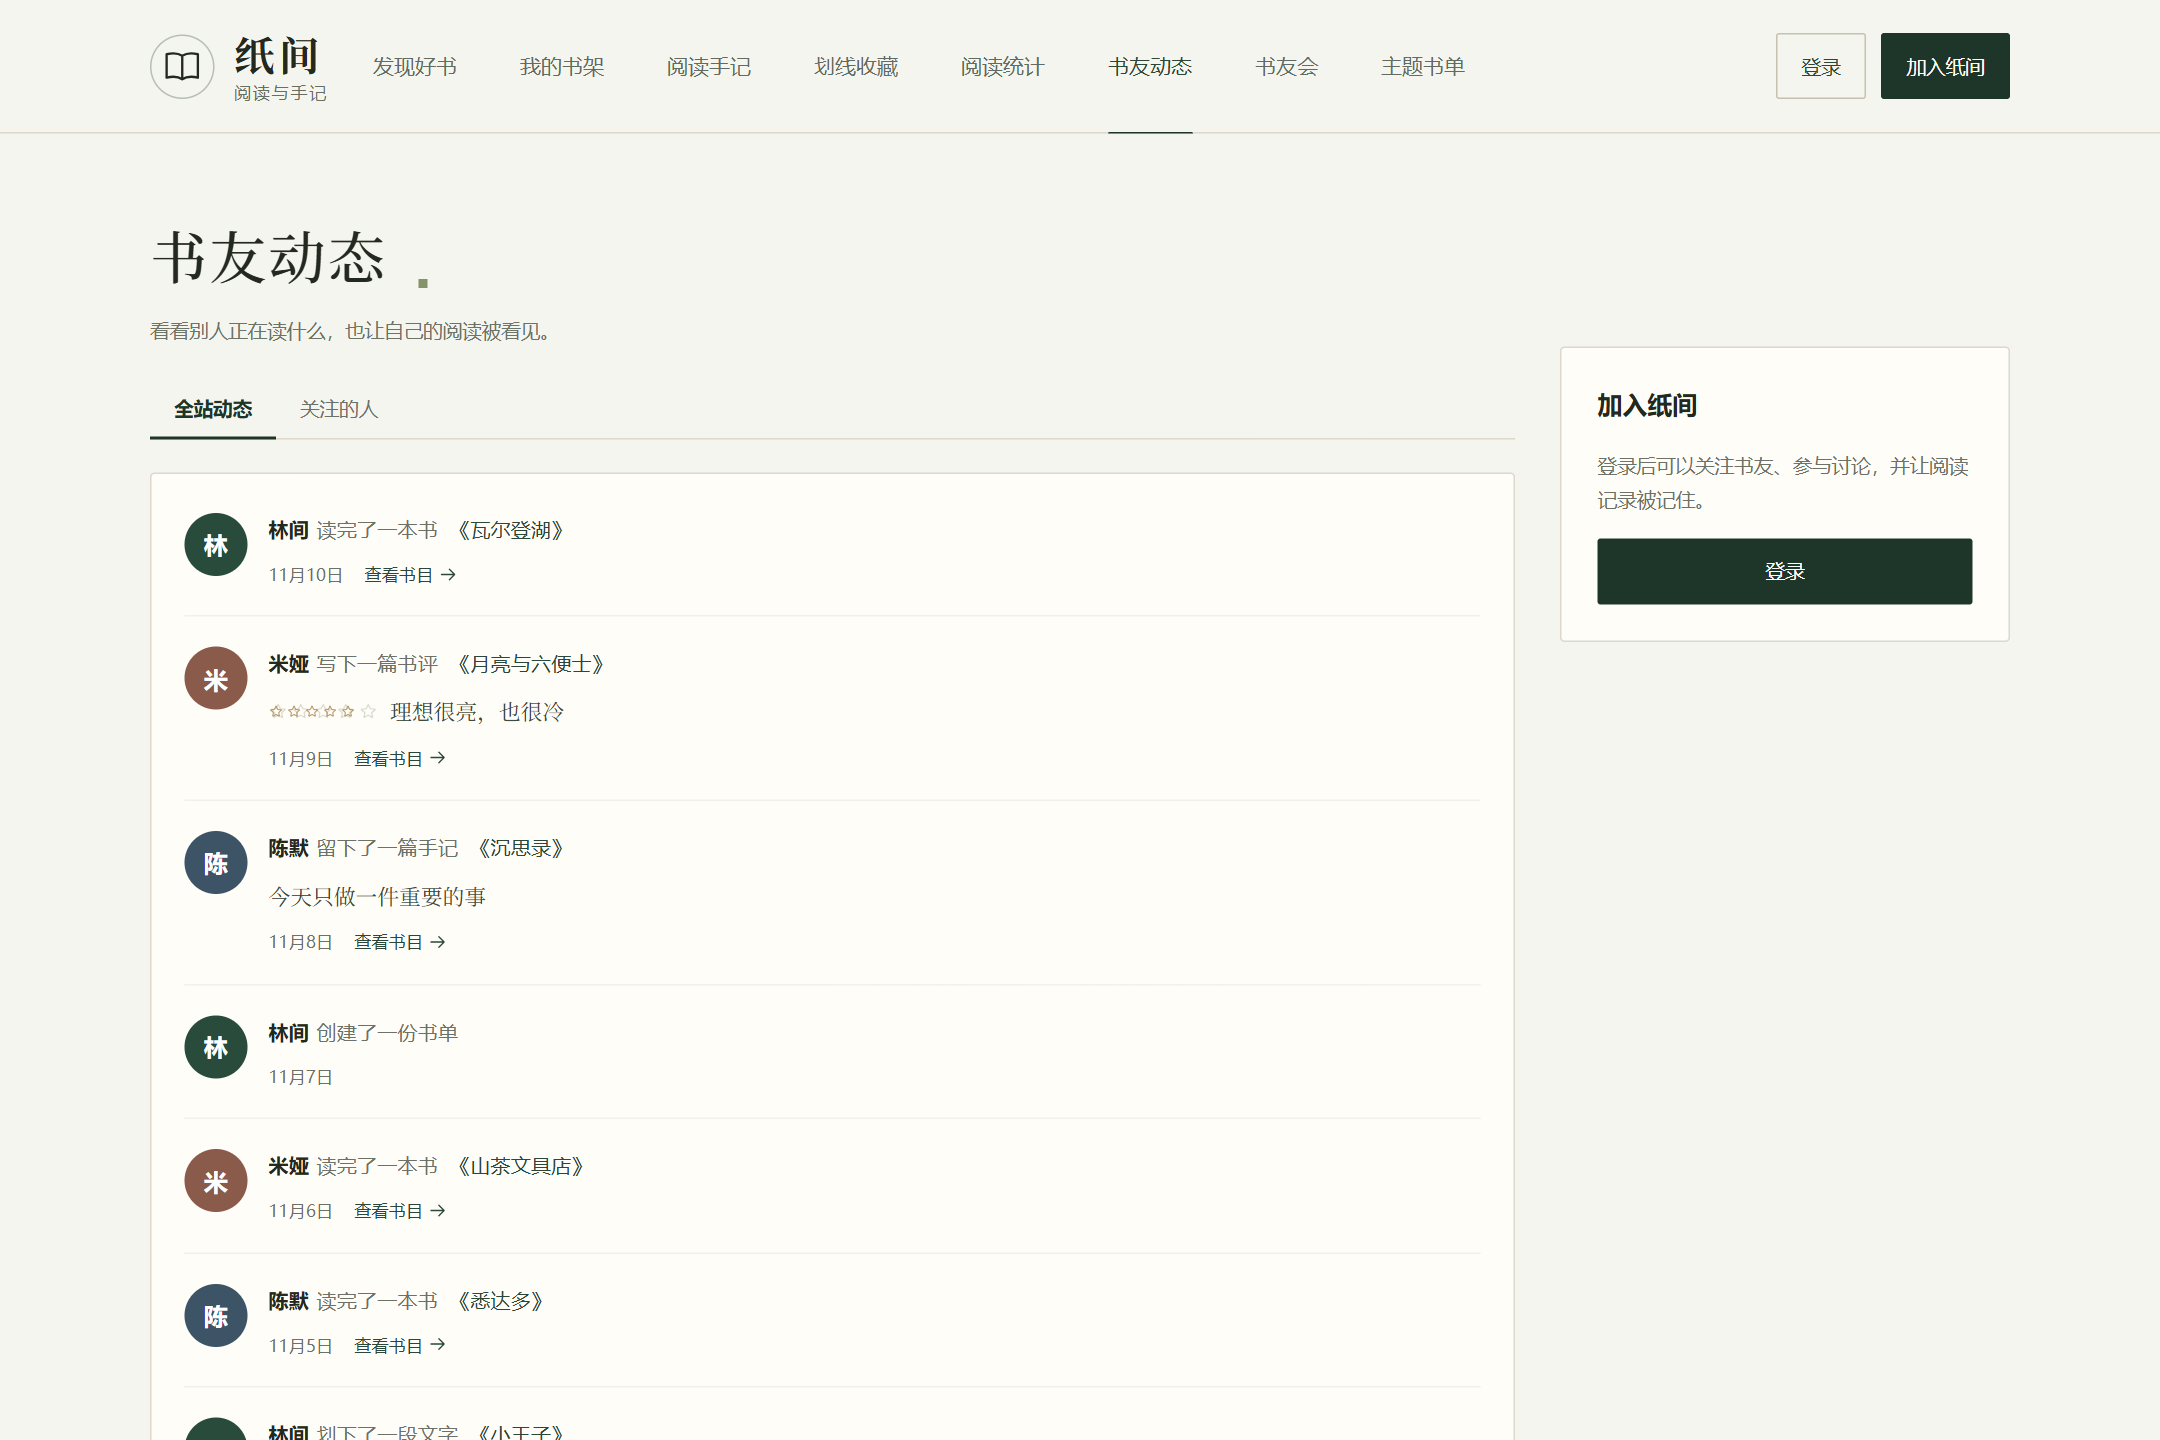 纸间
阅读与手记
发现好书
我的书架
阅读手记
划线收藏
阅读统计
书友动态
书友会
主题书单
登录
加入纸间
书友动态 .
看看别人正在读什么，也让自己的阅读被看见。
全站动态
关注的人
林
林间 读完了一本书 《瓦尔登湖》
11月10日 查看书目 →
米
米娅 写下一篇书评 《月亮与六便士》
理想很亮，也很冷
11月9日 查看书目 →
陈
陈默 留下了一篇手记 《沉思录》
今天只做一件重要的事
11月8日 查看书目 →
林
林间 创建了一份书单
11月7日
米
米娅 读完了一本书 《山茶文具店》
11月6日 查看书目 →
陈
陈默 读完了一本书 《悉达多》
11月5日 查看书目 →
林间 划下了一段文字 《小王子》
加入纸间
登录后可以关注书友、参与讨论，并让阅读
记录被记住。
登录